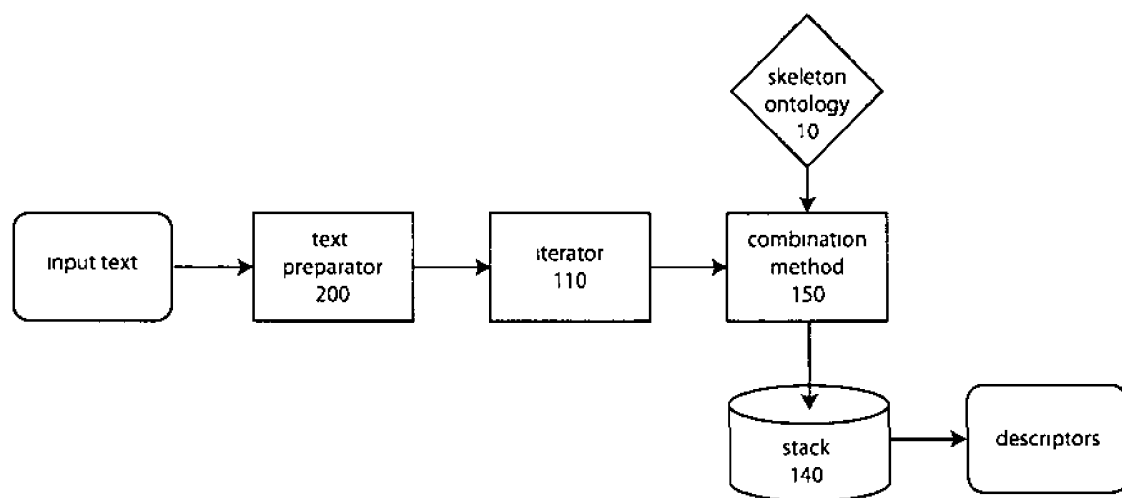 skeleton
ontology
10
input text
text
preparator
200
iterator
110
combination
method
150
stack
140
descriptors